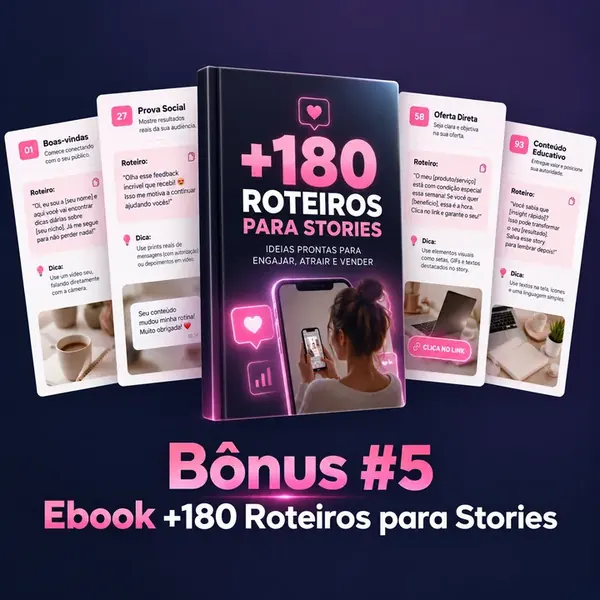 01
Boas-vindas
Comece conectando
com o seu público.
Roteiro:
"Oi, eu sou a [seu nome] e
aqui você vai encontrar
dicas diárias sobre
[seu nicho]. Já me segue
para não perder nada!"
Dica:
Use um vídeo seu,
falando diretamente
com a câmera.
27
Prova Social
Mostre resultados
reais da sua audiência.
Roteiro:
"Olha esse feedback
incrível que recebi! 😍
Isso me motiva a continuar
ajudando vocês!"
Dica:
Use prints reais de
mensagens (com autorização)
ou depoimentos em vídeo.
Seu conteúdo
mudou minha rotina!
Muito obrigada! ❤️
+180
ROTEIROS
PARA STORIES
IDEIAS PRONTAS PARA
ENGAJAR, ATRAIR E VENDER
58
Oferta Direta
Seja clara e objetiva
na sua oferta.
Roteiro:
"O meu [produto/serviço]
está com condição especial
essa semana! Se você quer
[benefício], essa é a hora.
Clica no link e garante o seu!"
Dica:
Use elementos visuais
como setas, GIFs e textos
destacados no story.
CLICA NO LINK
93
Conteúdo
Educativo
Entregue valor e posicione
sua autoridade.
Roteiro:
"Você sabia que
[insight rápido]?
Isso pode transformar
o seu [resultado].
Salva esse story
para lembrar depois!"
Dica:
Use textos na tela, ícones
e uma linguagem simples.
Bônus #5
Ebook +180 Roteiros para Stories